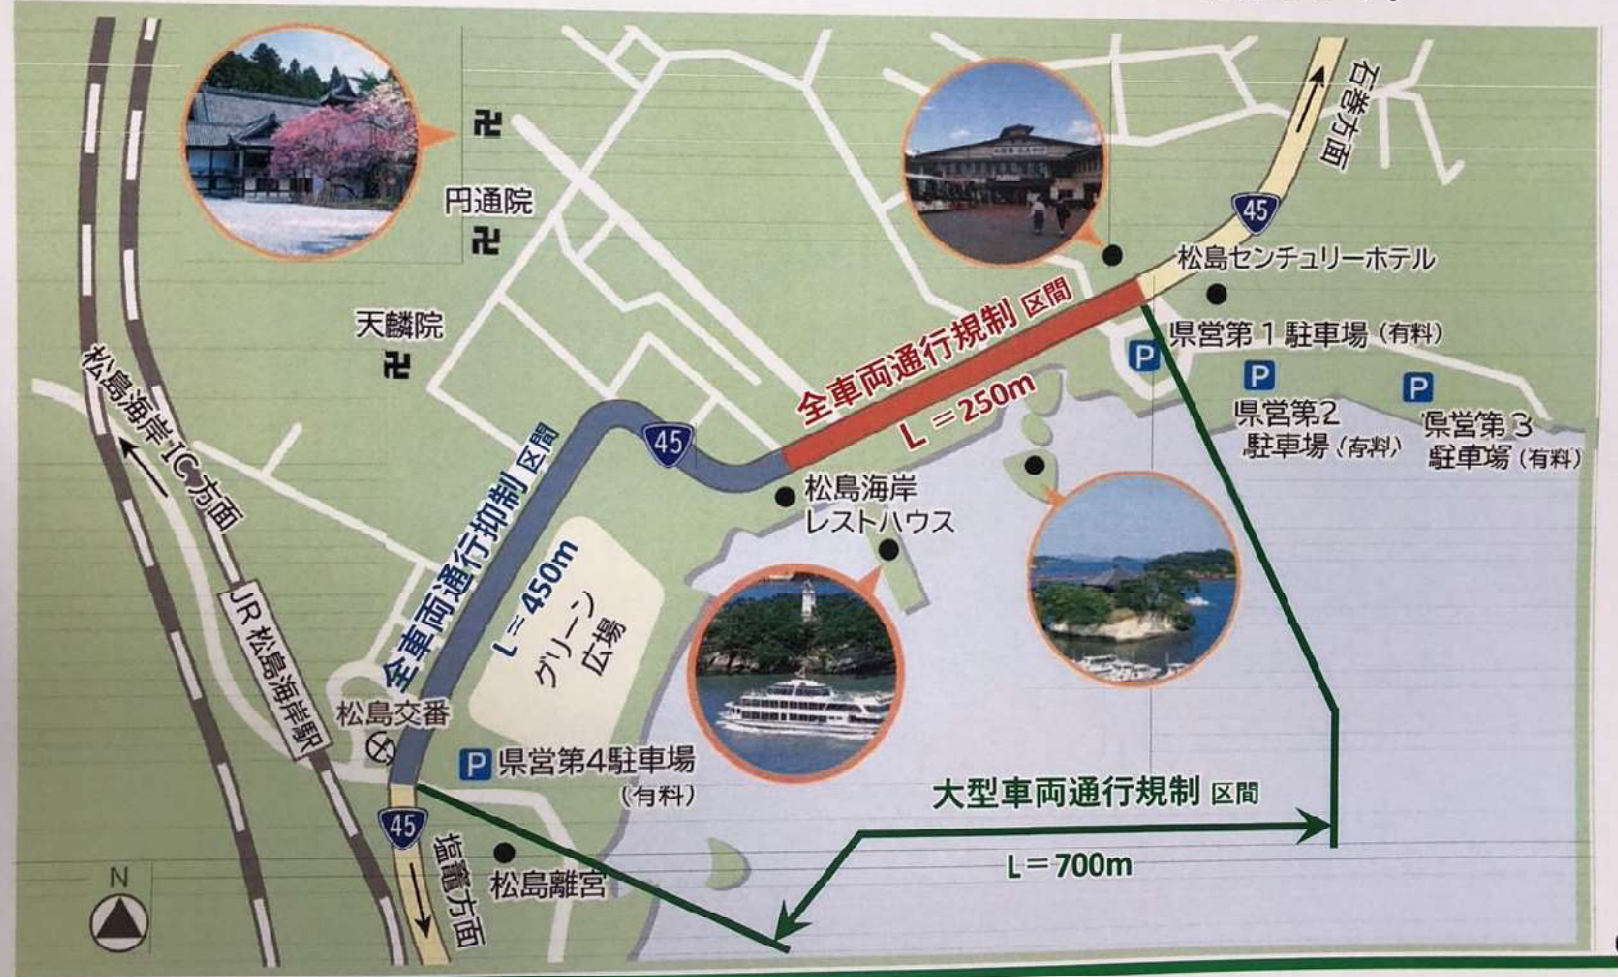 石巻方面
45
円通院
松島センチュリーホテル
全車両通行規制 区間
L=250m
県営第1駐車場(有料)
P
天麟院
P
県営第2
駐車場(有料)
P
県営第3
駐車場(有料)
松島海岸IC方面
45
全車両通行抑制 区間
L=450m
松島海岸
レストハウス
グリーン
広場
JR松島海岸駅
松島交番
P 県営第4駐車場
(有料)
大型車両通行規制 区間
L=700m
45
塩竈方面
松島離宮
N